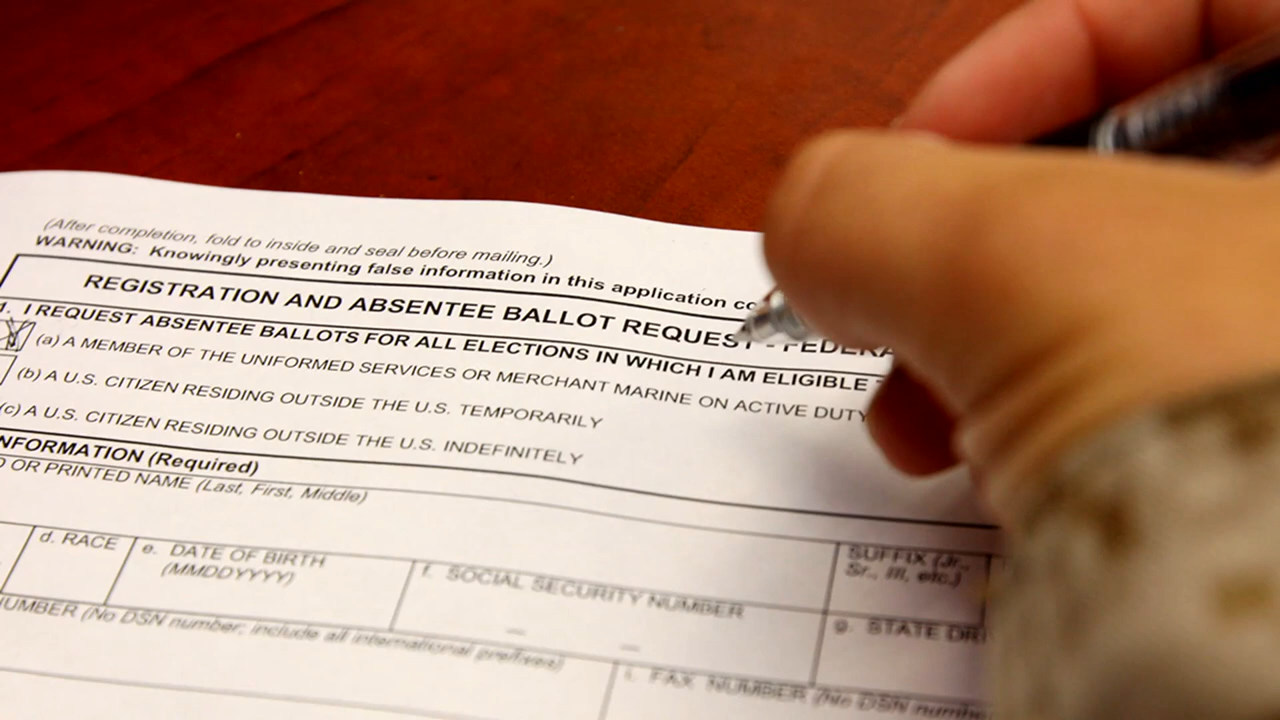 (After completion, fold to inside and seal before mailing.)
WARNING: Knowingly presenting false information in this application
REGISTRATION AND ABSENTEE BALLOT REQUEST - FEDERA
1. I REQUEST ABSENTEE BALLOTS FOR ALL ELECTIONS IN WHICH I AM ELIGIBLE
(a) A MEMBER OF THE UNIFORMED SERVICES OR MERCHANT MARINE ON ACTIVE DUTY
(b) A U.S. CITIZEN RESIDING OUTSIDE THE U.S. TEMPORARILY
(c) A U.S. CITIZEN RESIDING OUTSIDE THE U.S. INDEFINITELY
NFORMATION (Required)
D OR PRINTED NAME (Last, First, Middle)
SUFFIX (Jr., Sr., III, etc.)
d. RACE
e. DATE OF BIRTH
(MMDDYYYY)
f. SOCIAL SECURITY NUMBER
g. STATE DRI
NUMBER (No DSN number, include all international prefixes)
i. FAX NUMBER (No DSN numbe